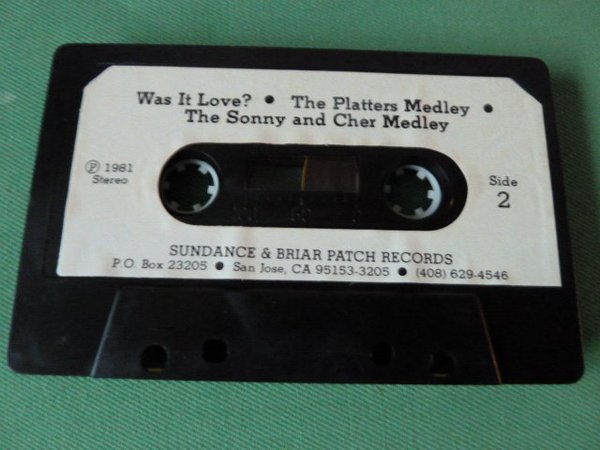 Was It Love? • The Platters Medley •
The Sonny and Cher Medley
Ⓟ 1981
Stereo
Side
2
SUNDANCE & BRIAR PATCH RECORDS
P.O. Box 23205 • San Jose, CA 95153-3205 • (408) 629-4546